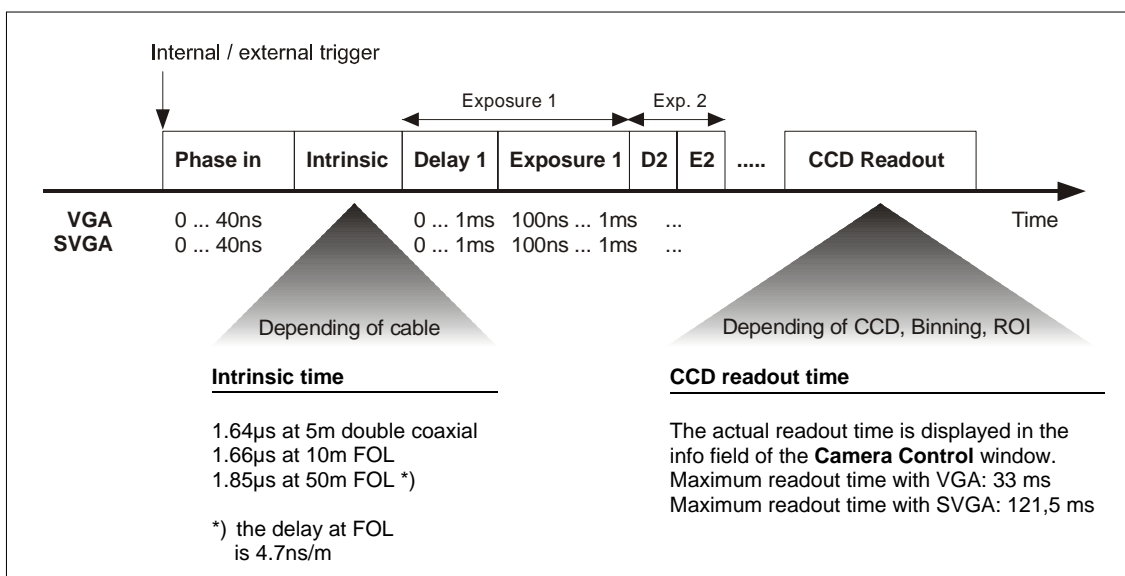 Internal / external trigger
Exposure 1
Exp. 2
Phase in
Intrinsic
Delay 1
Exposure 1
D2
E2
.....
CCD Readout
VGA
0 ... 40ns
0 ... 1ms
100ns ... 1ms
...
Time
SVGA
0 ... 40ns
0 ... 1ms
100ns ... 1ms
...
Depending of cable
Depending of CCD, Binning, ROI
Intrinsic time
1.64µs at 5m double coaxial
1.66µs at 10m FOL
1.85µs at 50m FOL *)
*) the delay at FOL
is 4.7ns/m
CCD readout time
The actual readout time is displayed in the
info field of the Camera Control window.
Maximum readout time with VGA: 33 ms
Maximum readout time with SVGA: 121,5 ms